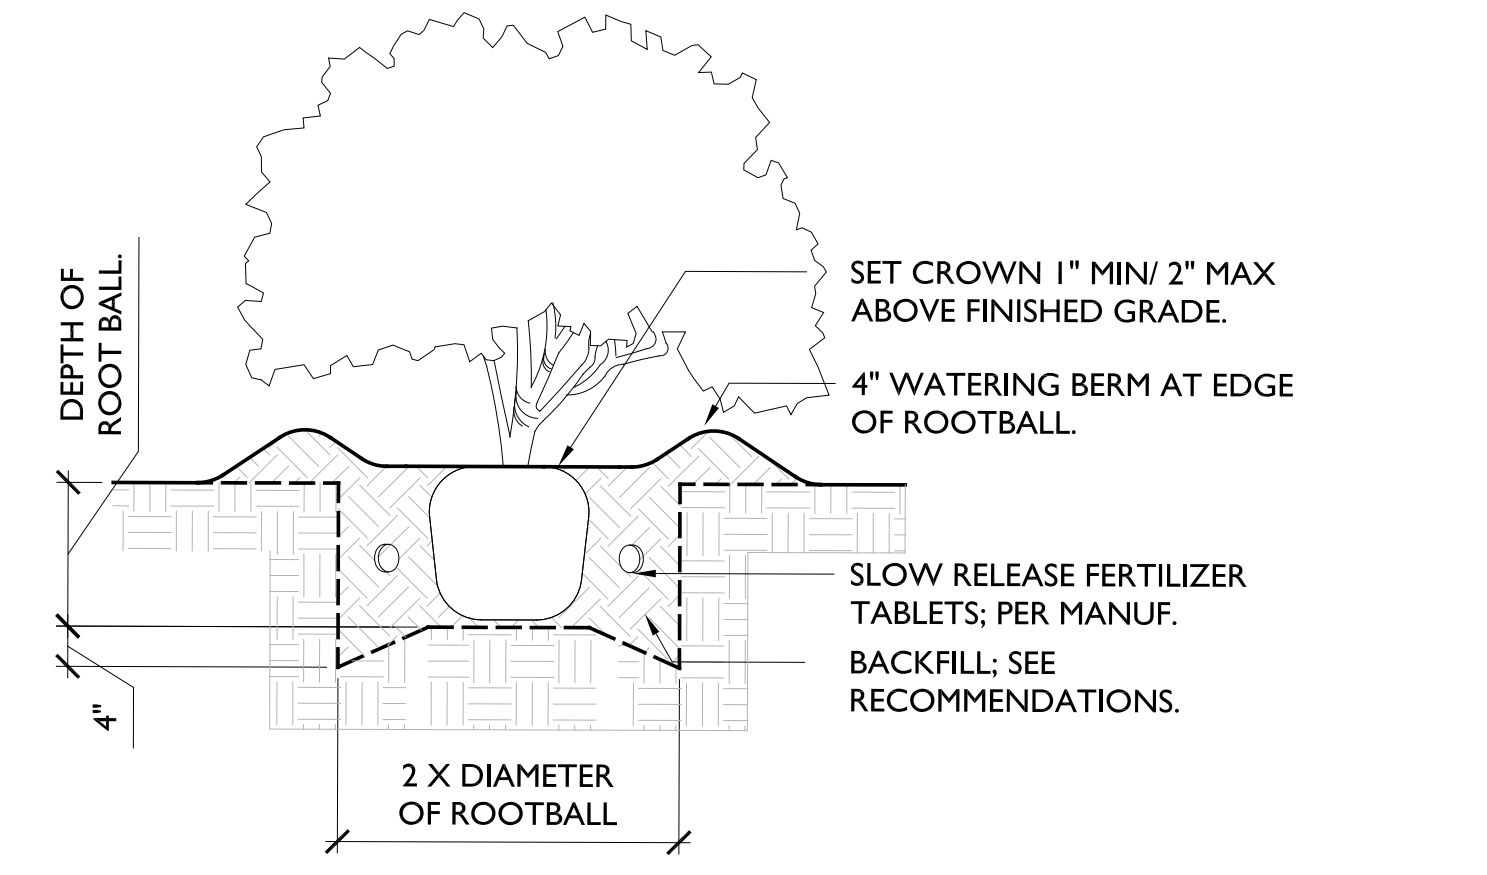 DEPTH OF
ROOT BALL.
SET CROWN 1" MIN/ 2" MAX
ABOVE FINISHED GRADE.
4" WATERING BERM AT EDGE
OF ROOTBALL.
SLOW RELEASE FERTILIZER
TABLETS; PER MANUF.
BACKFILL; SEE
RECOMMENDATIONS.
4"
2 X DIAMETER
OF ROOTBALL